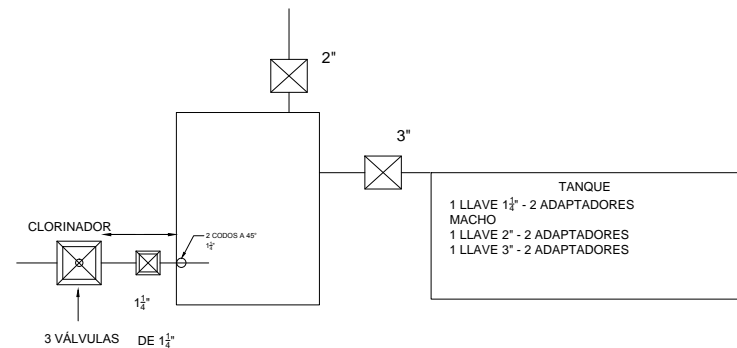 2"
3"
TANQUE
1 LLAVE 1¼" - 2 ADAPTADORES
MACHO
1 LLAVE 2" - 2 ADAPTADORES
1 LLAVE 3" - 2 ADAPTADORES
CLORINADOR
2 CODOS A 45°
1¼"
1¼"
3 VÁLVULAS DE 1¼"